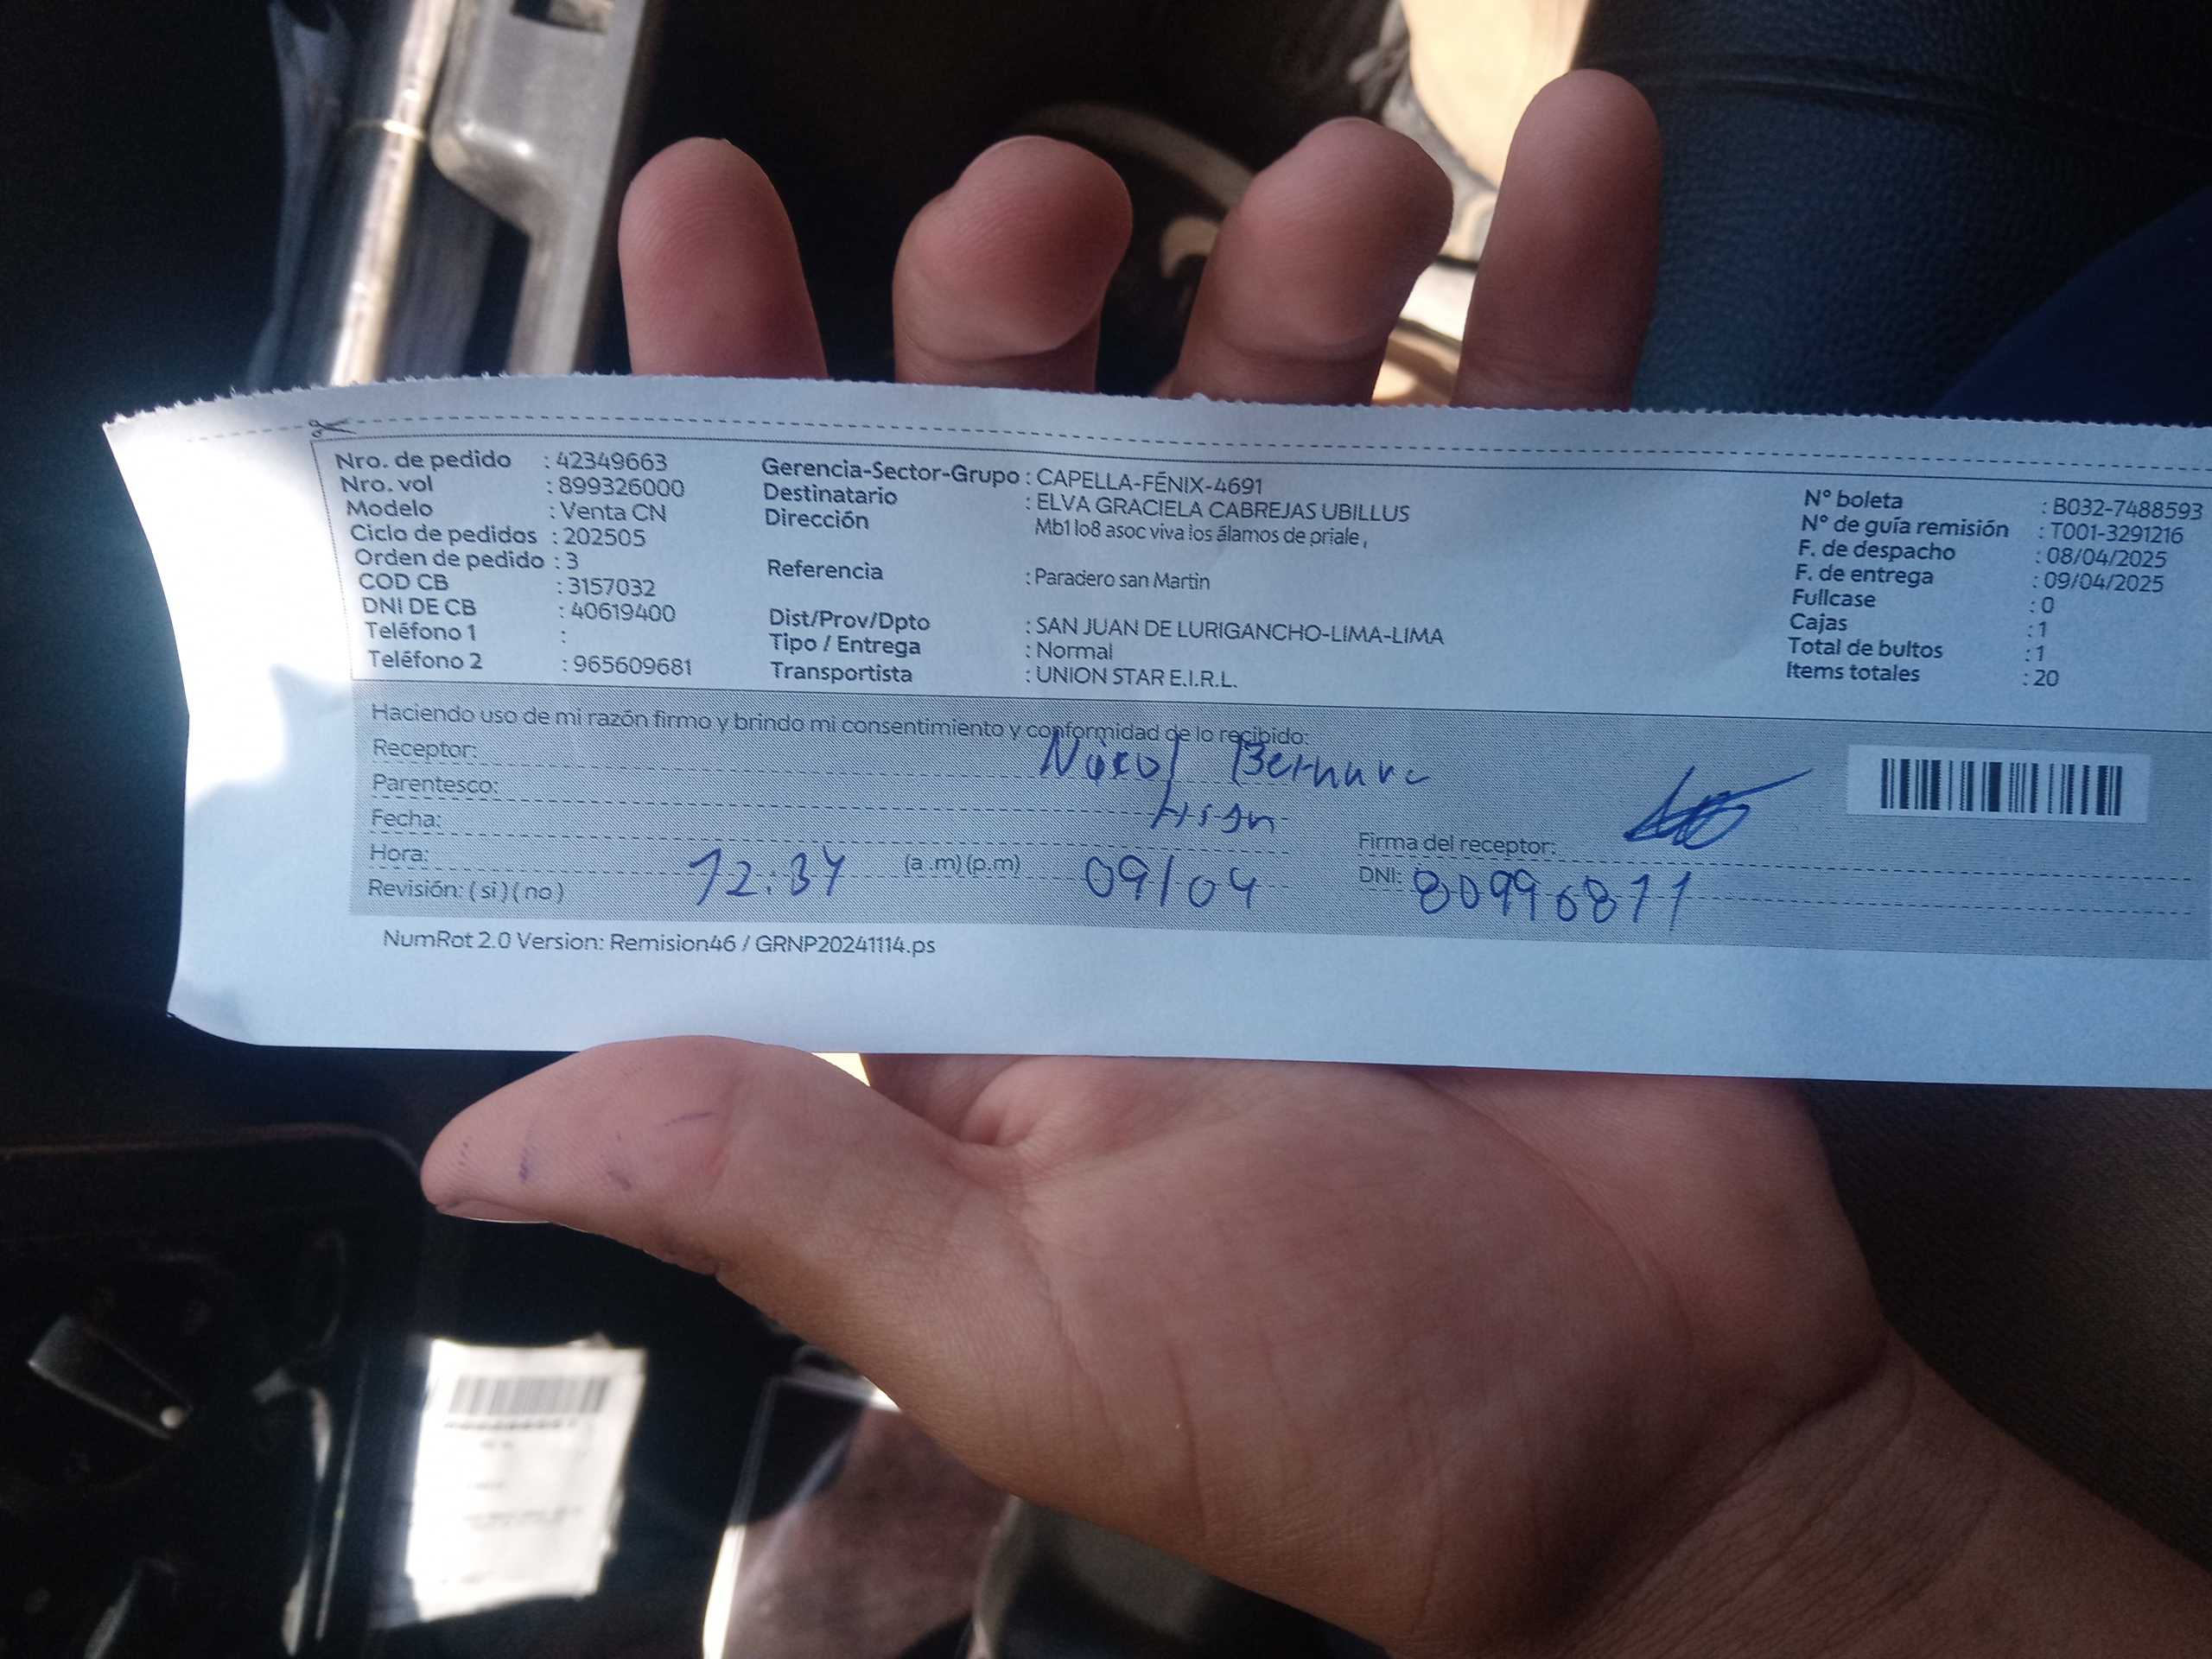 Nro. de pedido : 42349663
Nro. vol : 899326000
Modelo : Venta CN
Ciclo de pedidos : 202505
Orden de pedido : 3
COD CB : 3157032
DNI DE CB : 40619400
Teléfono 1 :
Teléfono 2 : 965609681
Gerencia-Sector-Grupo : CAPELLA-FÉNIX-4691
Destinatario : ELVA GRACIELA CABREJAS UBILLUS
Dirección Mb1 lo8 asoc viva los álamos de priale ,
Referencia : Paradero san Martin
Dist/Prov/Dpto : SAN JUAN DE LURIGANCHO-LIMA-LIMA
Tipo / Entrega : Normal
Transportista : UNION STAR E.I.R.L.
N° boleta : B032-7488593
N° de guía remisión : T001-3291216
F. de despacho : 08/04/2025
F. de entrega : 09/04/2025
Fullcase : 0
Cajas : 1
Total de bultos : 1
Items totales : 20
Haciendo uso de mi razón firmo y brindo mi consentimiento y conformidad de lo recibido:
Receptor:
Parentesco:
Fecha:
Hora: 12:34 (a .m) (p.m) 09/04
Revisión: ( si ) ( no )
Firma del receptor:
DNI: 80996811
NumRot 2.0 Version: Remision46 / GRNP20241114.ps